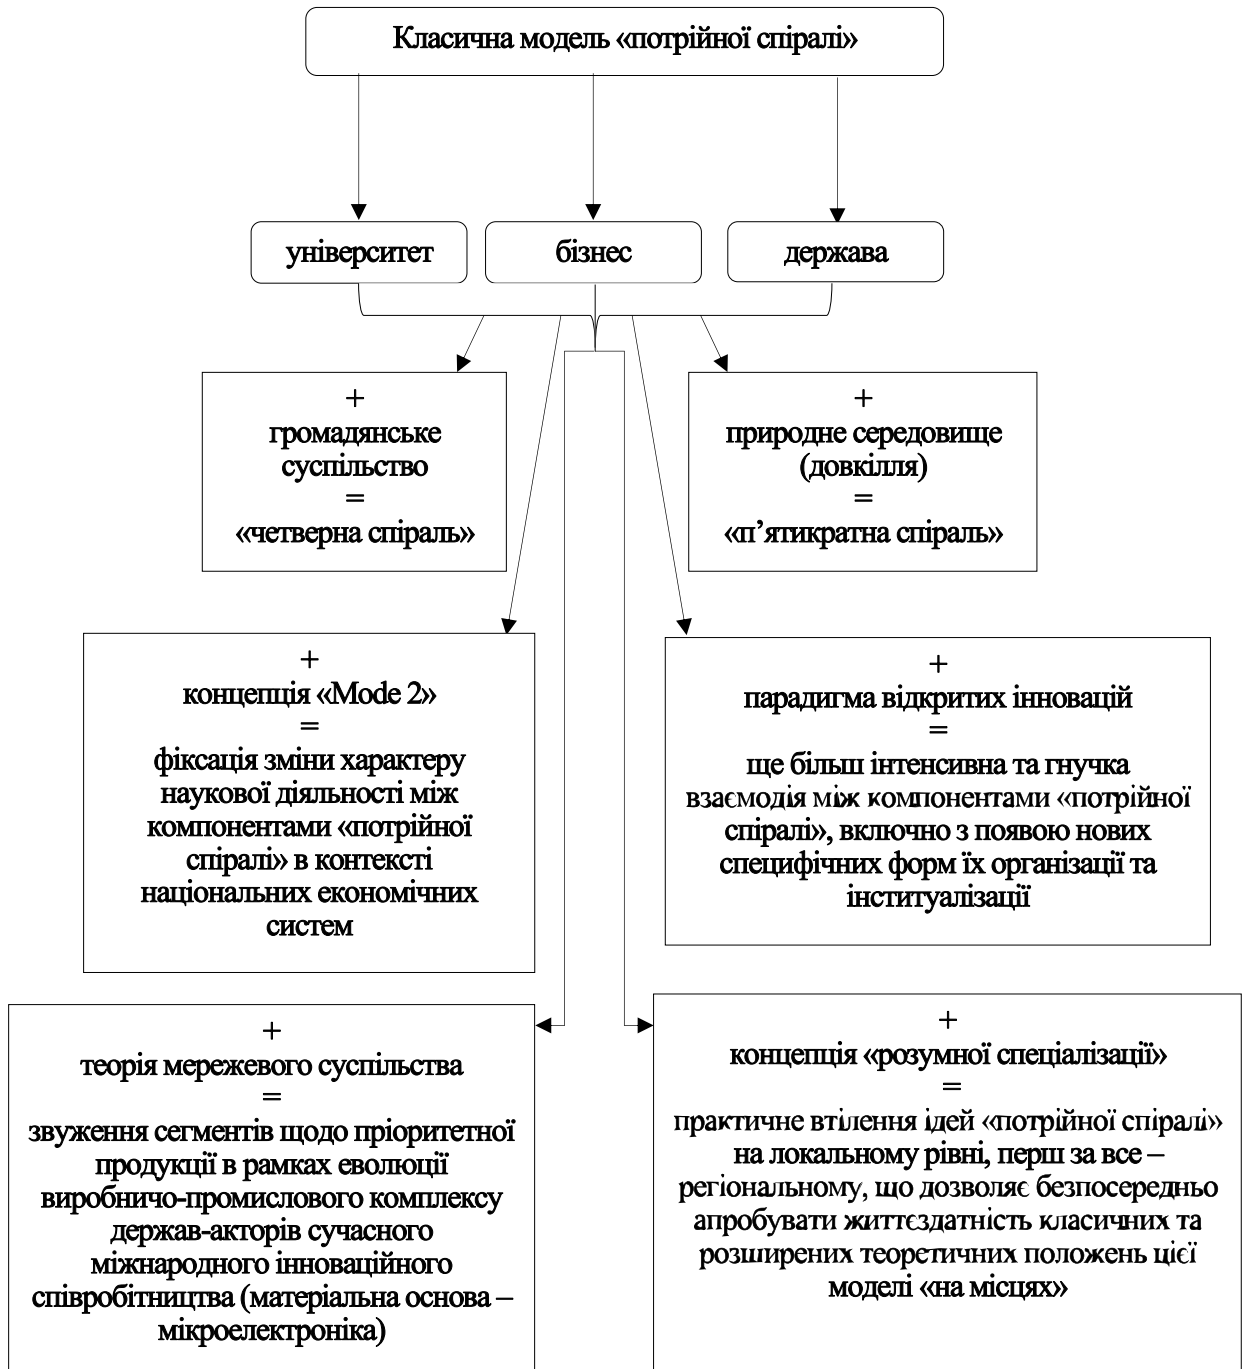 Класична модель «потрійної спіралі»
університет
бізнес
держава
+
громадянське
суспільство
=
«четверна спіраль»
+
природне середовище
(довкілля)
=
«п’ятикратна спіраль»
+
концепція «Mode 2»
=
фіксація зміни характеру
наукової діяльності між
компонентами «потрійної
спіралі» в контексті
національних економічних
систем
+
парадигма відкритих інновацій
=
ще більш інтенсивна та гнучка
взаємодія між компонентами «потрійної
спіралі», включно з появою нових
специфічних форм їх організації та
інституалізації
+
теорія мережевого суспільства
=
звуження сегментів щодо пріоритетної
продукції в рамках еволюції
виробничо-промислового комплексу
держав-акторів сучасного
міжнародного інноваційного
співробітництва (матеріальна основа –
мікроелектроніка)
+
концепція «розумної спеціалізації»
=
практичне втілення ідей «потрійної спіралі»
на локальному рівні, перш за все –
регіональному, що дозволяє безпосередньо
апробувати життєздатність класичних та
розширених теоретичних положень цієї
моделі «на місцях»